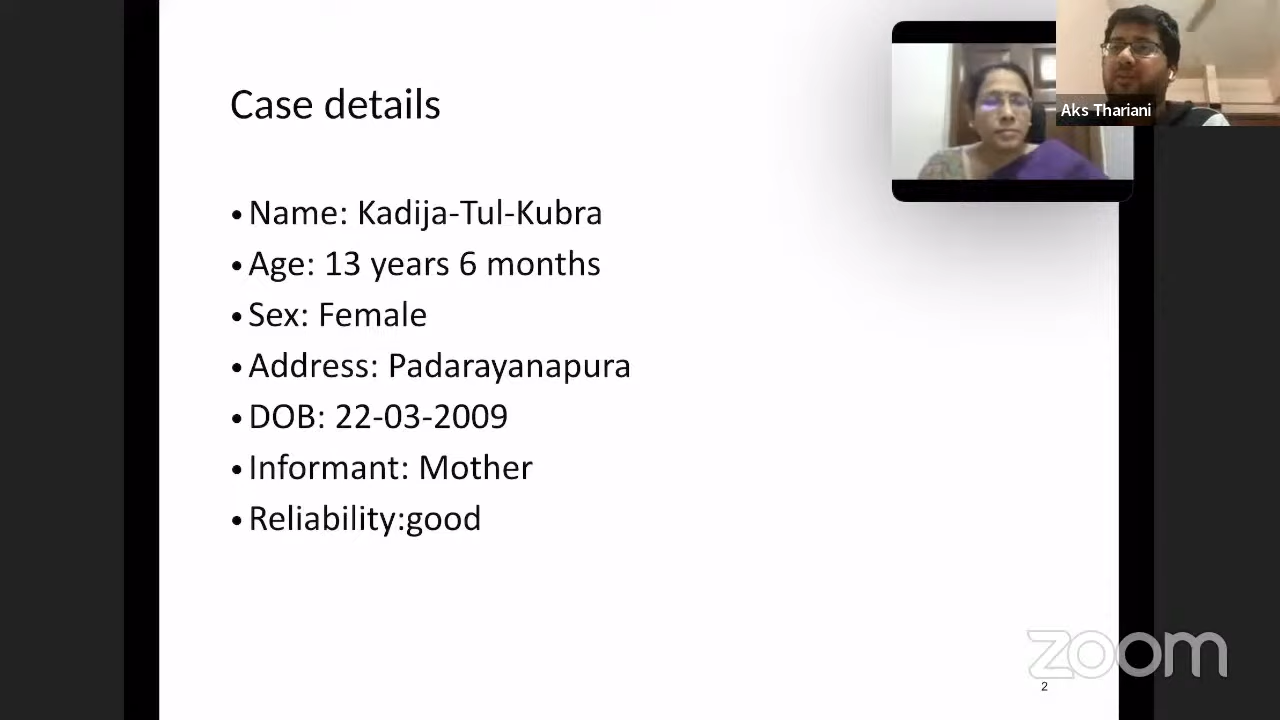 Case details
Aks Thariani
• Name: Kadija-Tul-Kubra
• Age: 13 years 6 months
• Sex: Female
• Address: Padarayanapura
• DOB: 22-03-2009
• Informant: Mother
• Reliability:good
zoom
2